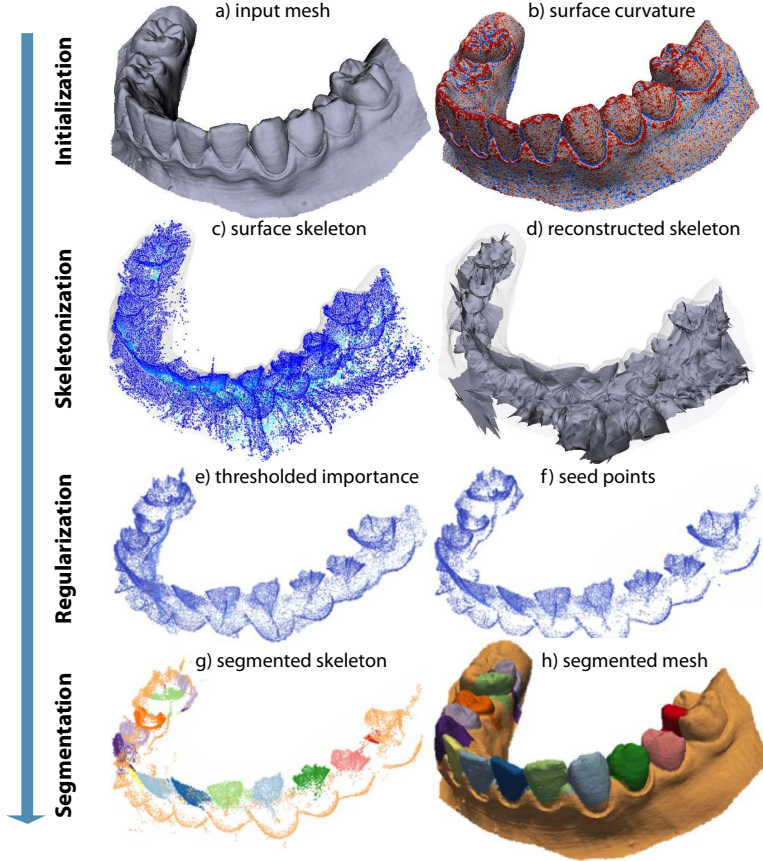 a) input mesh
b) surface curvature
Initialization
c) surface skeleton
d) reconstructed skeleton
Skeletonization
e) thresholded importance
f) seed points
Regularization
g) segmented skeleton
h) segmented mesh
Segmentation